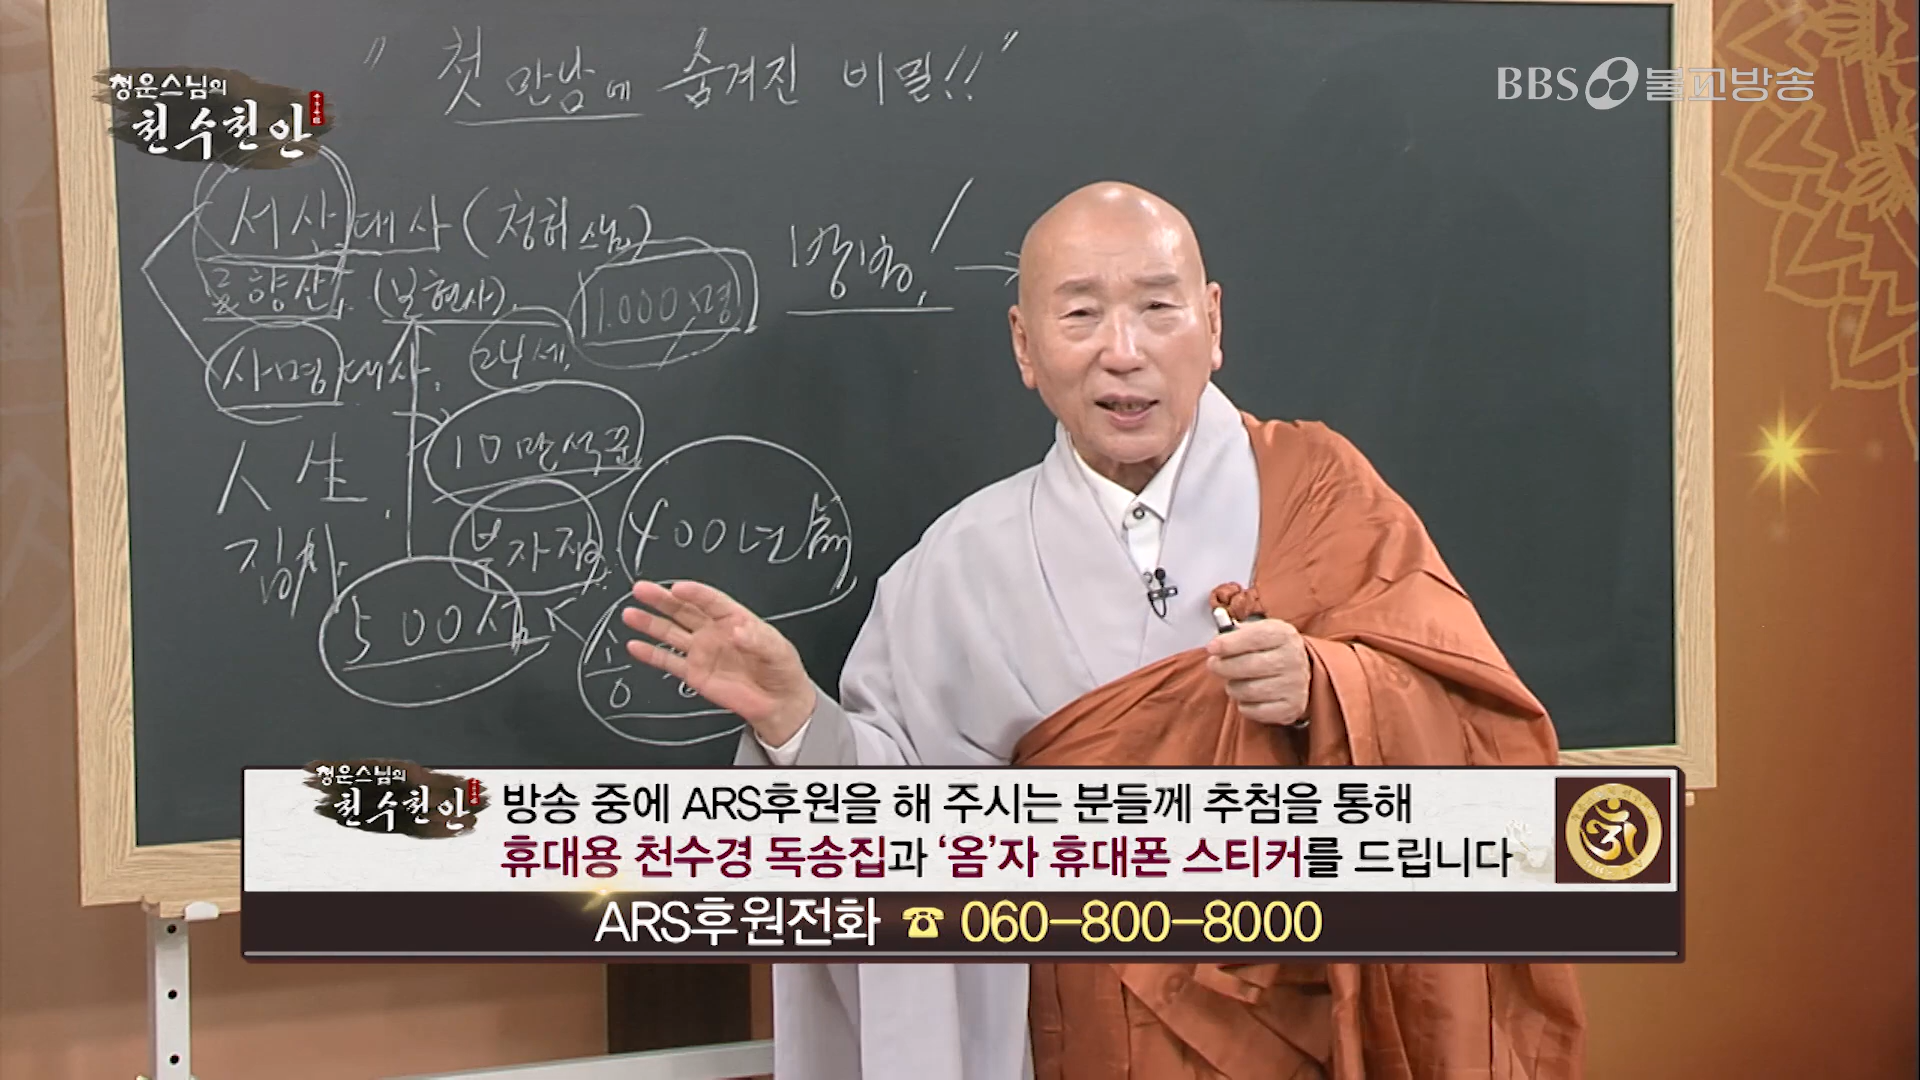 " 첫 만남에 숨겨진 비밀!! "
청운스님의
천수천안
BBS 불교방송
서산대사 (청허스님)
묘향산. (보현사).
1.000명
사명대사. 24세.
10만석꾼
人生.
집착
부자집
400년
500섬
청운스님의
천수천안
방송 중에 ARS후원을 해 주시는 분들께 추첨을 통해
휴대용 천수경 독송집과 ‘옴’자 휴대폰 스티커를 드립니다
ARS후원전화 ☎ 060-800-8000